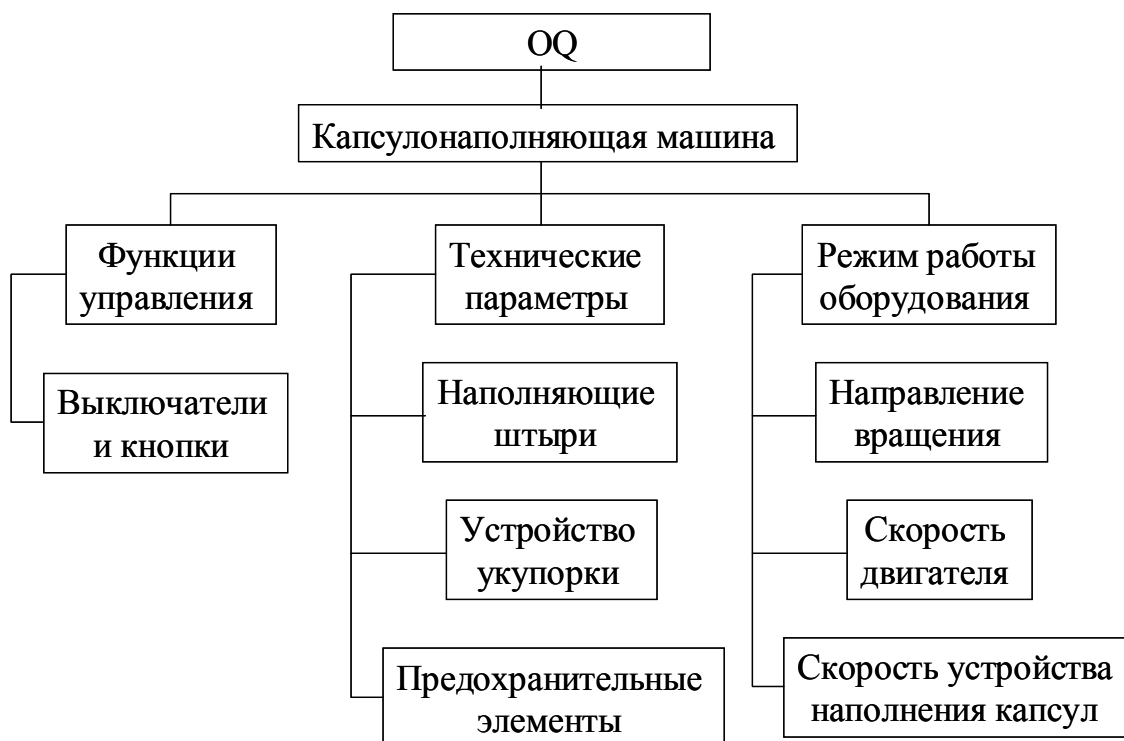 OQ
Капсулонаполняющая машина
Функции
управления
Выключатели
и кнопки
Технические
параметры
Наполняющие
штыри
Устройство
укупорки
Предохранительные
элементы
Режим работы
оборудования
Направление
вращения
Скорость
двигателя
Скорость устройства
наполнения капсул